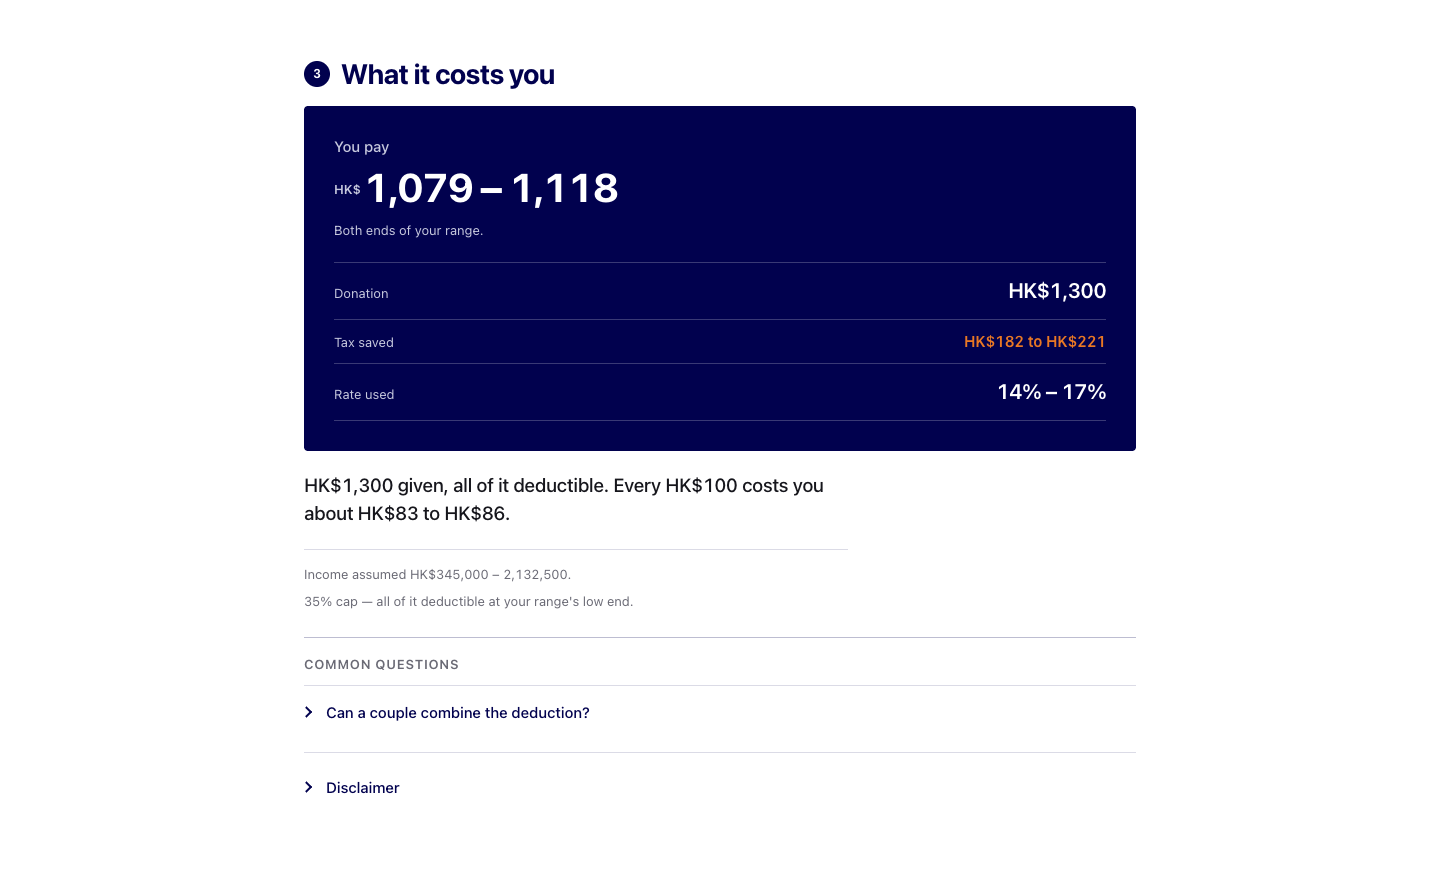 3 What it costs you
You pay
HK$ 1,079 – 1,118
Both ends of your range.
Donation HK$1,300
Tax saved HK$182 to HK$221
Rate used 14% – 17%
HK$1,300 given, all of it deductible. Every HK$100 costs you
about HK$83 to HK$86.
Income assumed HK$345,000 – 2,132,500.
35% cap — all of it deductible at your range's low end.
COMMON QUESTIONS
Can a couple combine the deduction?
Disclaimer